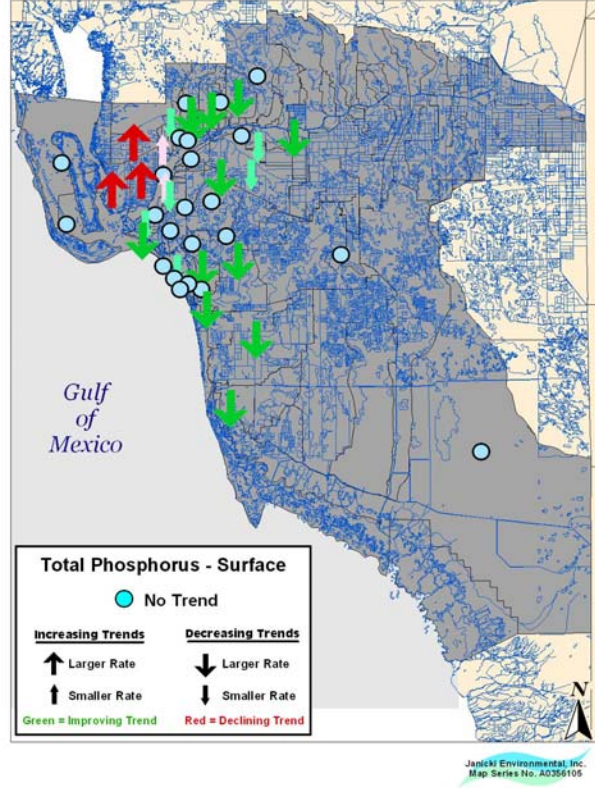 Gulf
of
Mexico
Total Phosphorus - Surface
No Trend
Increasing Trends
Larger Rate
Smaller Rate
Green = Improving Trend
Decreasing Trends
Larger Rate
Smaller Rate
Red = Declining Trend
N
Janicki Environmental, Inc.
Map Series No. A0356105